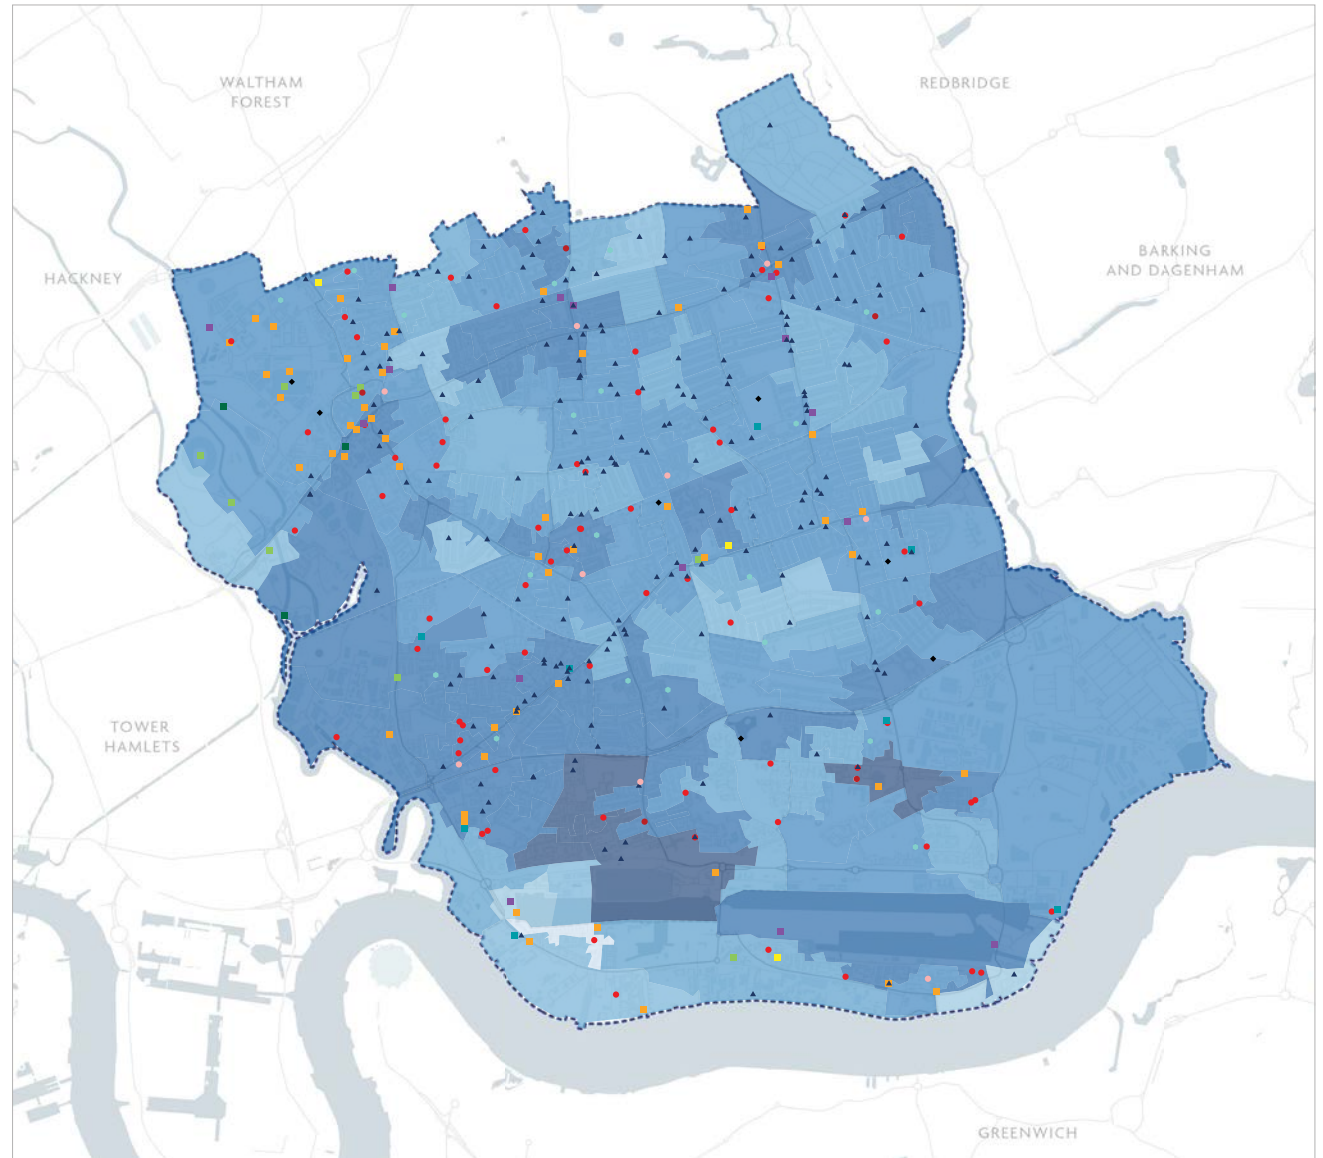 WALTHAM
FOREST
REDBRIDGE
HACKNEY
BARKING
AND DAGENHAM
TOWER
HAMLETS
GREENWICH